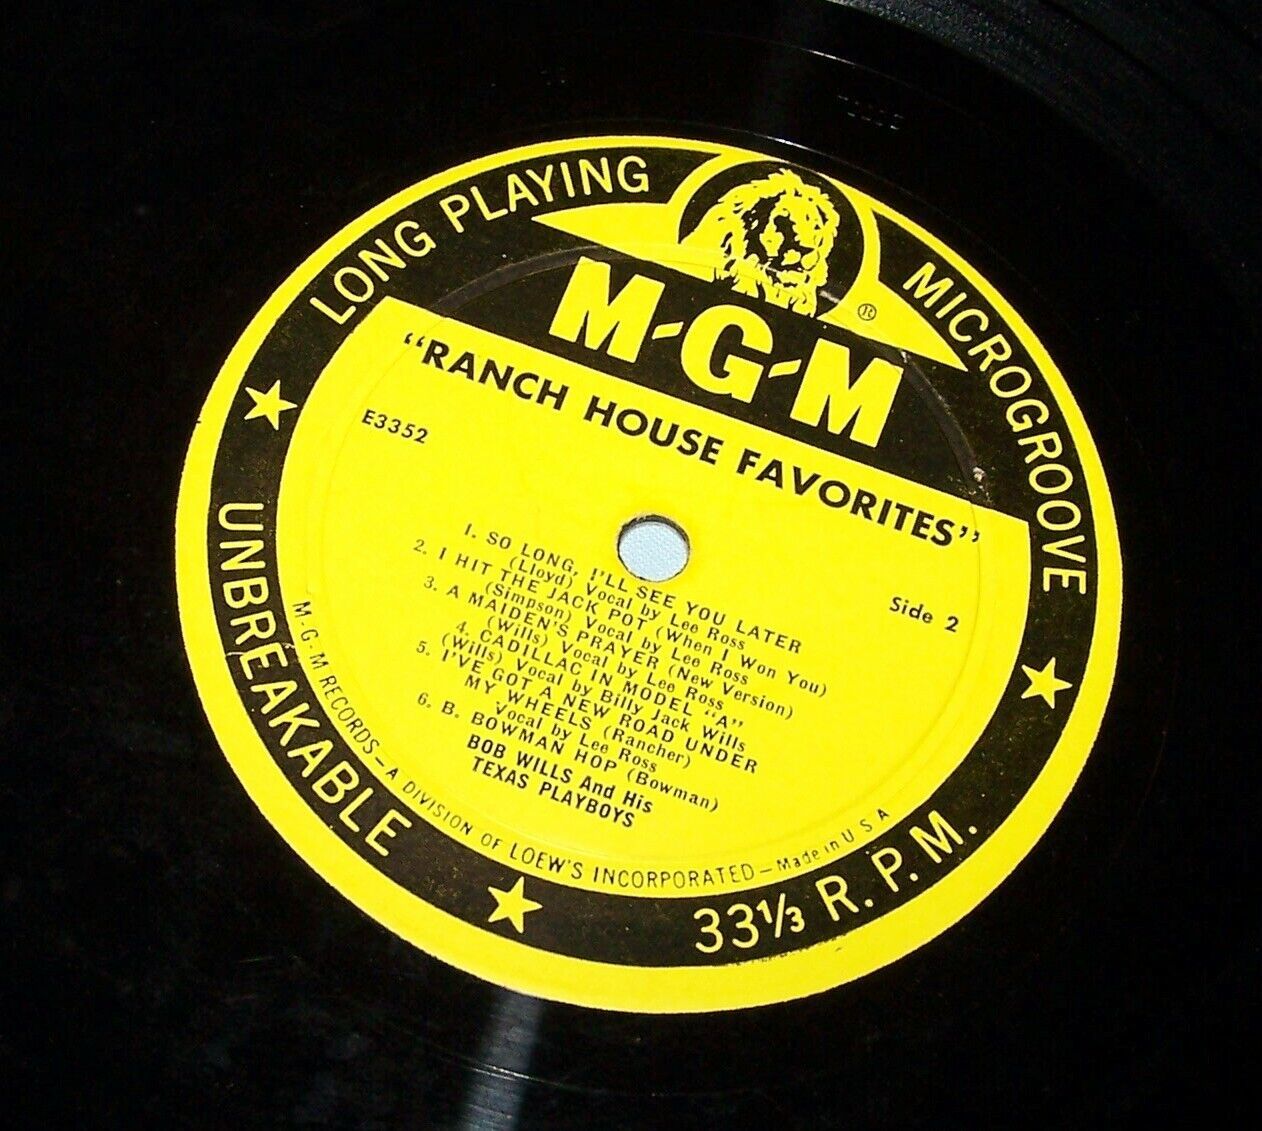 LONG PLAYING
MICROGROOVE
®
M-G-M
"RANCH HOUSE FAVORITES"
E3352
Side 2
1. SO LONG, I'LL SEE YOU LATER
(Lloyd) Vocal by Lee Ross
2. I HIT THE JACK POT (When I Won You)
(Simpson) Vocal by Lee Ross
3. A MAIDEN'S PRAYER (New Version)
(Wills) Vocal by Lee Ross
4. CADILLAC IN MODEL "A"
(Wills) Vocal by Billy Jack Wills
5. I'VE GOT A NEW ROAD UNDER
MY WHEELS (Rancher)
Vocal by Lee Ross
6. B. BOWMAN HOP (Bowman)
BOB WILLS And His
TEXAS PLAYBOYS
M-G-M RECORDS — A DIVISION OF LOEW'S INCORPORATED — Made in U S A
UNBREAKABLE
33⅓ R. P. M.